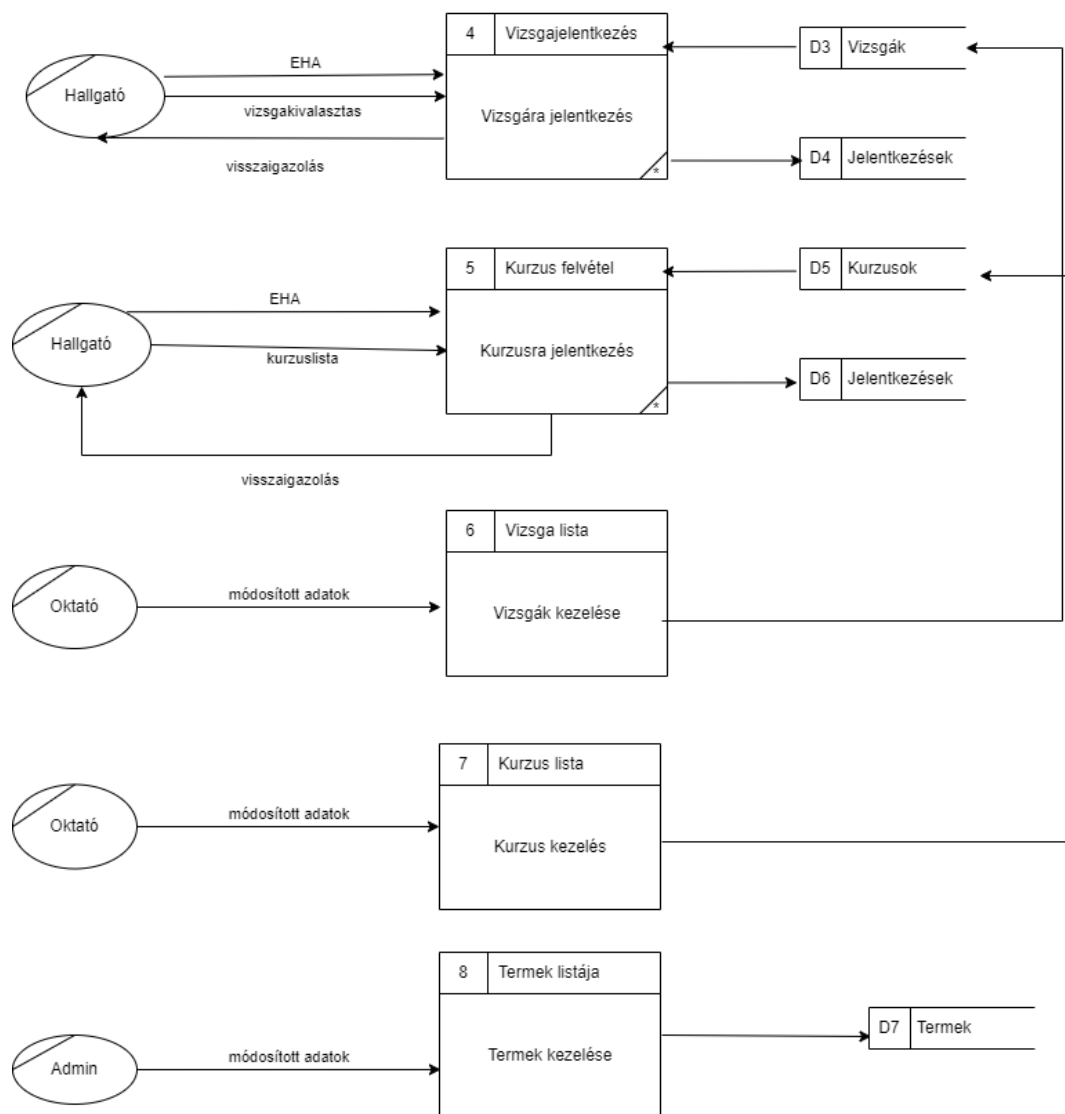 4 Vizsgajelentkezés
D3 Vizsgák
EHA
Hallgató
vizsgakivalasztas
Vizsgára jelentkezés
visszaigazolás
*
D4 Jelentkezések
5 Kurzus felvétel
D5 Kurzusok
EHA
Hallgató
kurzuslista
Kurzusra jelentkezés
*
D6 Jelentkezések
visszaigazolás
6 Vizsga lista
Oktató
módosított adatok
Vizsgák kezelése
7 Kurzus lista
Oktató
módosított adatok
Kurzus kezelés
8 Termek listája
D7 Termek
Admin
módosított adatok
Termek kezelése